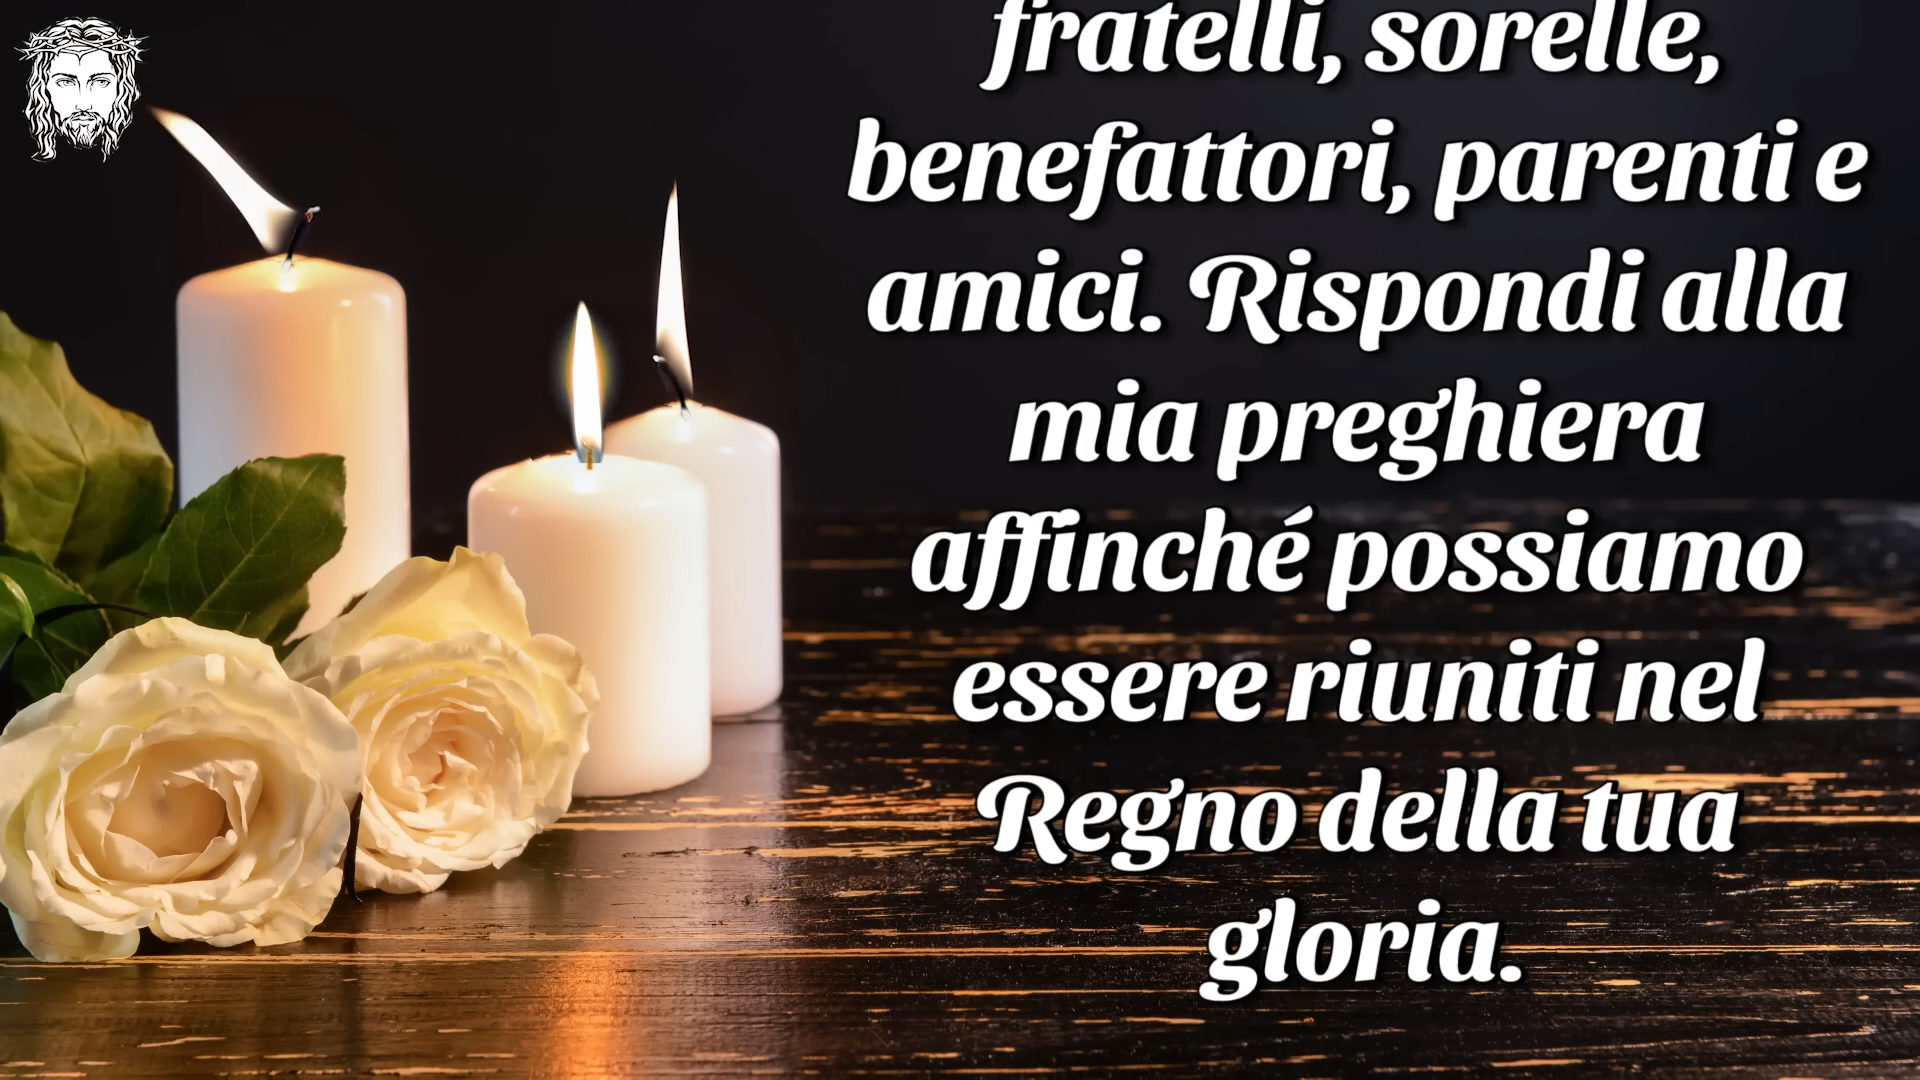 fratelli, sorelle,
benefattori, parenti e
amici. Rispondi alla
mia preghiera
affinché possiamo
essere riuniti nel
Regno della tua
gloria.